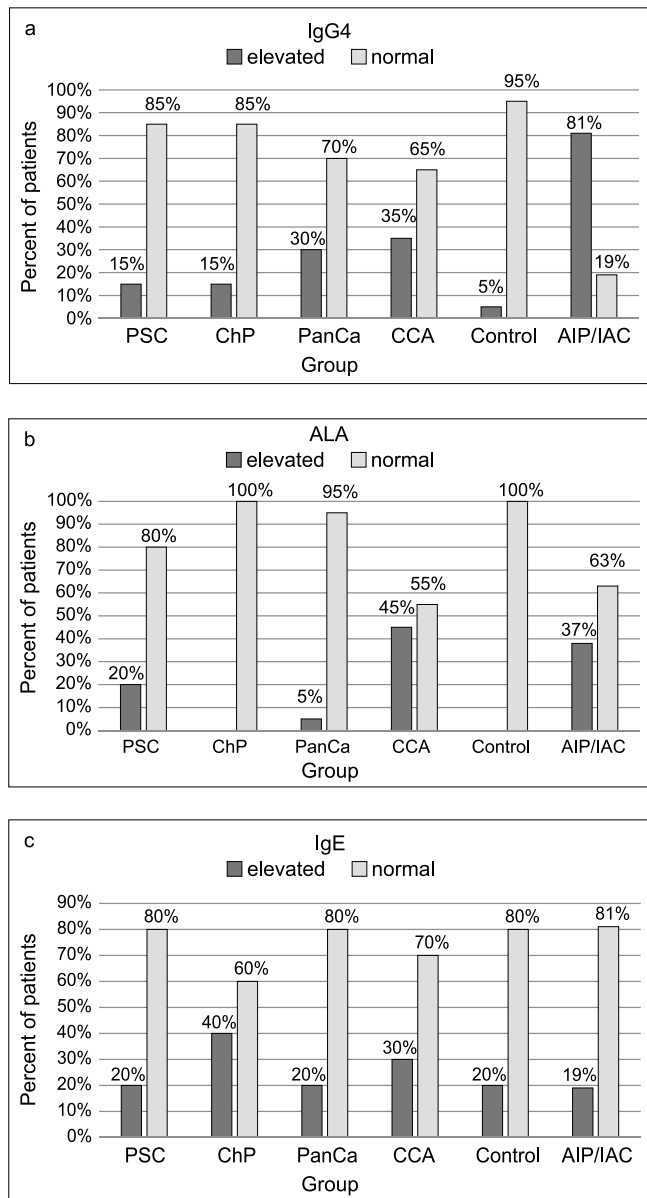 a
IgG4
elevated normal
100%
90%
80%
70%
60%
50%
40%
30%
20%
10%
0%
Percent of patients
15% 85% 15% 85% 30% 70% 35% 65% 5% 95% 81% 19%
PSC ChP PanCa CCA Control AIP/IAC
Group
b
ALA
elevated normal
100%
90%
80%
70%
60%
50%
40%
30%
20%
10%
0%
Percent of patients
20% 80% 100% 5% 95% 45% 55% 100% 37% 63%
PSC ChP PanCa CCA Control AIP/IAC
Group
c
IgE
elevated normal
90%
80%
70%
60%
50%
40%
30%
20%
10%
0%
Percent of patients
20% 80% 40% 60% 20% 80% 30% 70% 20% 80% 19% 81%
PSC ChP PanCa CCA Control AIP/IAC
Group